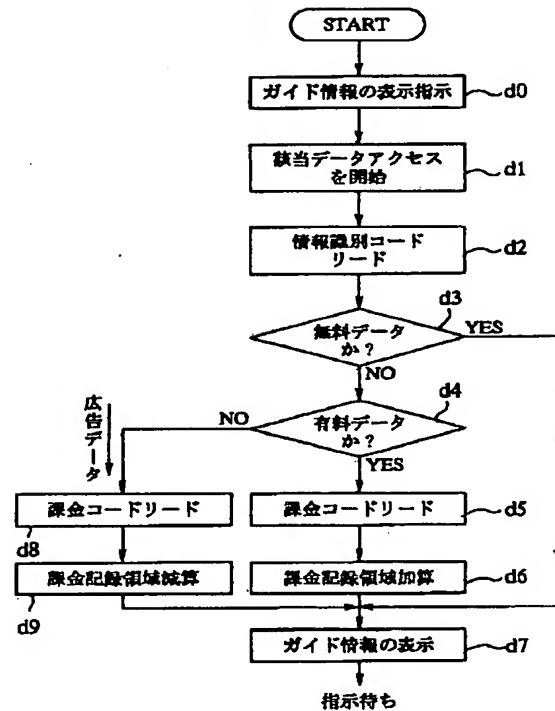 START
ガイド情報の表示指示
d0
該当データアクセス
を開始
d1
情報識別コード
リード
d2
d3
無料データ
か?
YES
NO
d4
有料データ
か?
NO
YES
広告データ
課金コードリード
d8
課金コードリード
d5
課金記録領域減算
d9
課金記録領域加算
d6
ガイド情報の表示
d7
指示待ち